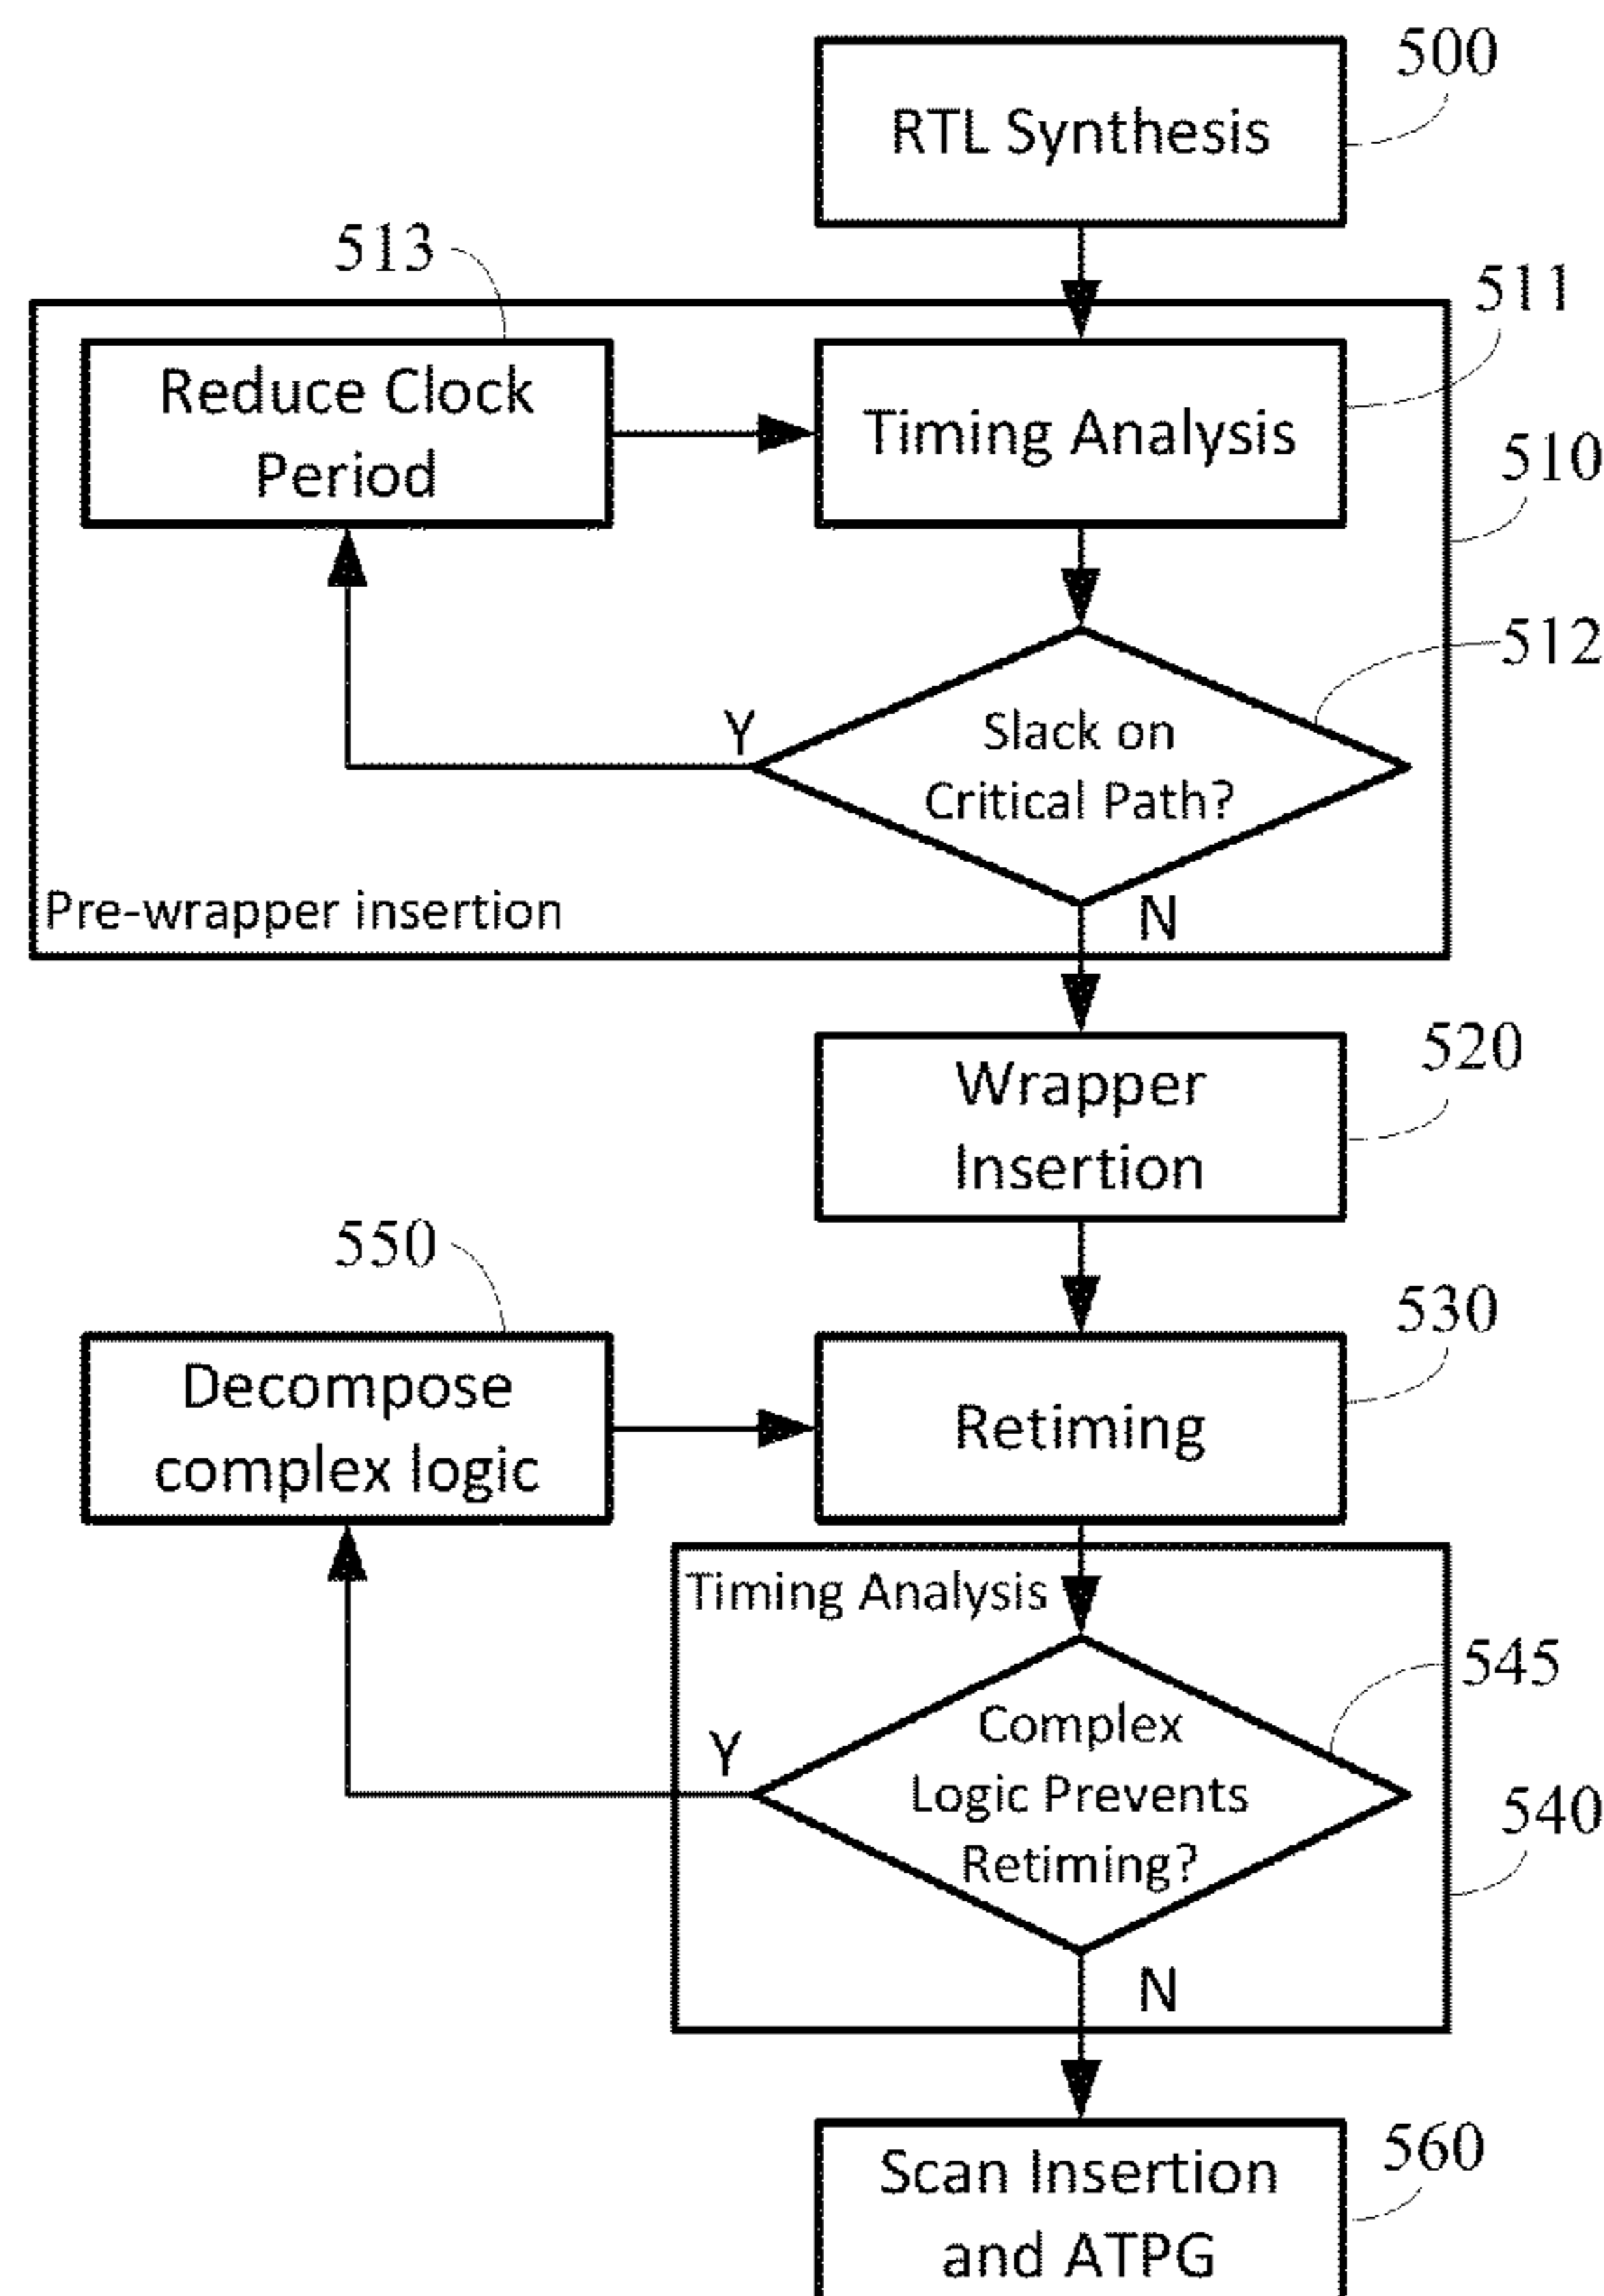 500
RTL Synthesis
513
511
Reduce Clock
Period
Timing Analysis
510
512
Y
Slack on
Critical Path?
Pre-wrapper insertion
N
520
Wrapper
Insertion
550
530
Decompose
complex logic
Retiming
Timing Analysis
545
Y
Complex
Logic Prevents
Retiming?
540
N
560
Scan Insertion
and ATPG